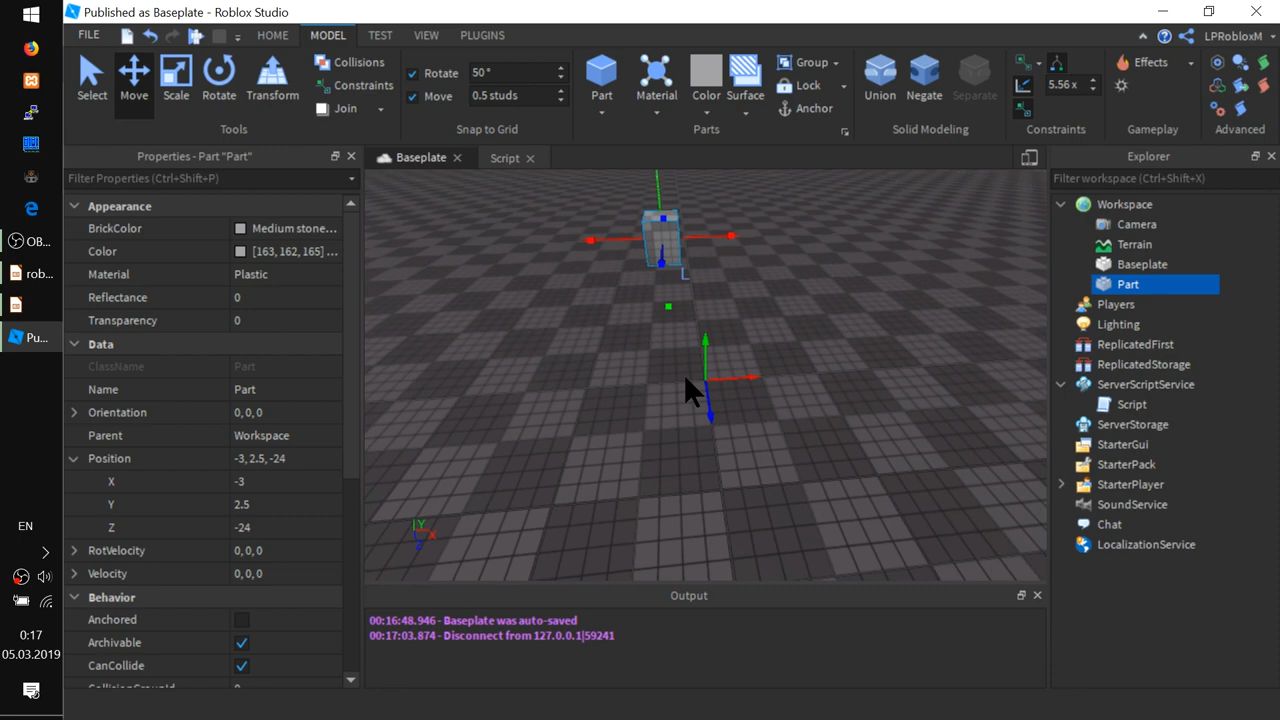 Published as Baseplate - Roblox Studio
FILE
HOME
MODEL
TEST
VIEW
PLUGINS
LPRobloxM
Select
Move
Scale
Rotate
Transform
Collisions
Constraints
Join
Tools
Rotate
50 °
Move
0.5 studs
Snap to Grid
Part
Material
Color
Surface
Group
Lock
Anchor
Parts
Union
Negate
Separate
Solid Modeling
5.56 x
Constraints
Effects
Gameplay
Advanced
Properties - Part "Part"
Filter Properties (Ctrl+Shift+P)
Appearance
BrickColor Medium stone...
Color [163, 162, 165] ...
Material Plastic
Reflectance 0
Transparency 0
Data
ClassName Part
Name Part
Orientation 0, 0, 0
Parent Workspace
Position -3, 2.5, -24
X -3
Y 2.5
Z -24
RotVelocity 0, 0, 0
Velocity 0, 0, 0
Behavior
Anchored
Archivable
CanCollide
Baseplate
Script
L
Y
X
Z
Output
00:16:48.946 - Baseplate was auto-saved
00:17:03.874 - Disconnect from 127.0.0.1|59241
Explorer
Filter workspace (Ctrl+Shift+X)
Workspace
Camera
Terrain
Baseplate
Part
Players
Lighting
ReplicatedFirst
ReplicatedStorage
ServerScriptService
Script
ServerStorage
StarterGui
StarterPack
StarterPlayer
SoundService
Chat
LocalizationService
OB...
rob...
Pu...
EN
0:17
05.03.2019